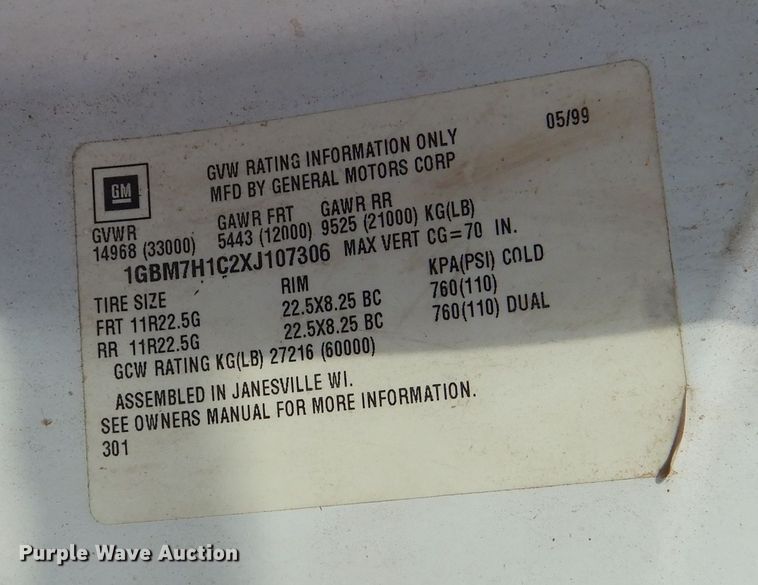 05/99
GM
GVW RATING INFORMATION ONLY
MFD BY GENERAL MOTORS CORP
GVWR GAWR FRT GAWR RR
14968 (33000) 5443 (12000) 9525 (21000) KG(LB)
1GBM7H1C2XJ107306 MAX VERT CG=70 IN.
TIRE SIZE RIM KPA(PSI) COLD
FRT 11R22.5G 22.5X8.25 BC 760(110)
RR 11R22.5G 22.5X8.25 BC 760(110) DUAL
GCW RATING KG(LB) 27216 (60000)
ASSEMBLED IN JANESVILLE WI.
SEE OWNERS MANUAL FOR MORE INFORMATION.
301
Purple Wave Auction